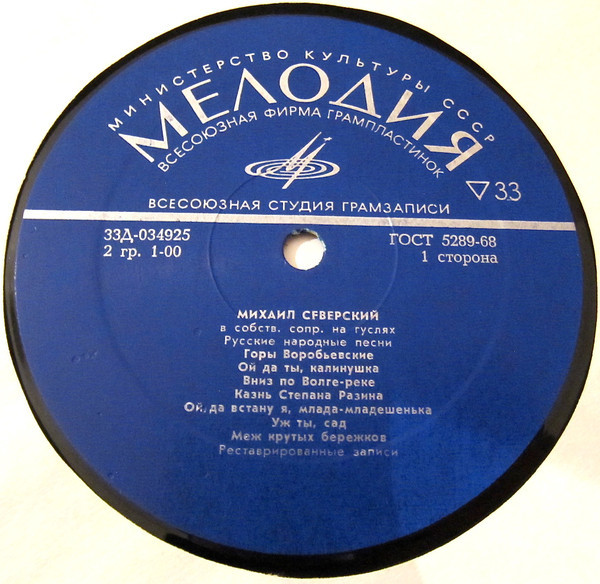 МИНИСТЕРСТВО КУЛЬТУРЫ СССР
МЕЛОДИЯ
ВСЕСОЮЗНАЯ ФИРМА ГРАМПЛАСТИНОК
▽33
ВСЕСОЮЗНАЯ СТУДИЯ ГРАМЗАПИСИ
33Д-034925
2 гр. 1-00
ГОСТ 5289-68
1 сторона
МИХАИЛ СЕВЕРСКИЙ
в собств. сопр. на гуслях
Русские народные песни
Горы Воробьевские
Ой да ты, калинушка
Вниз по Волге-реке
Казнь Степана Разина
Ой, да встану я, млада-младешенька
Уж ты, сад
Меж крутых бережков
Реставрированные записи